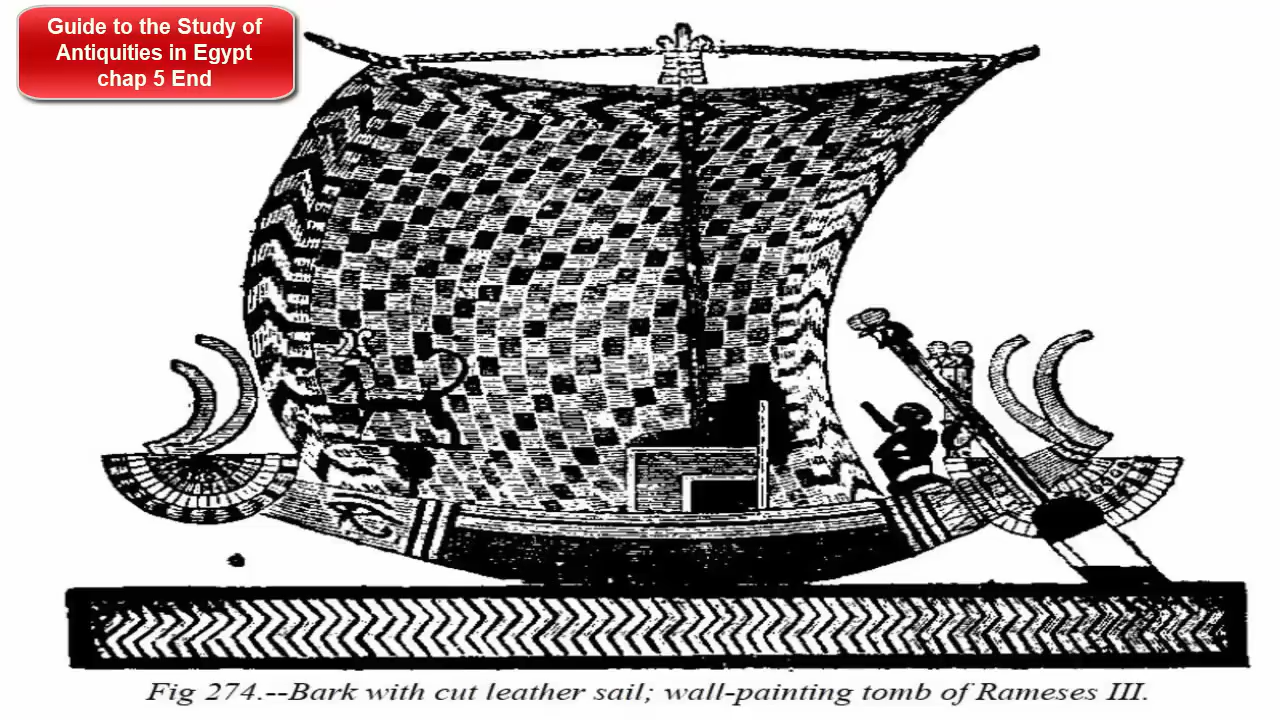 Guide to the Study of
Antiquities in Egypt
chap 5 End
Fig 274.--Bark with cut leather sail; wall-painting tomb of Rameses III.